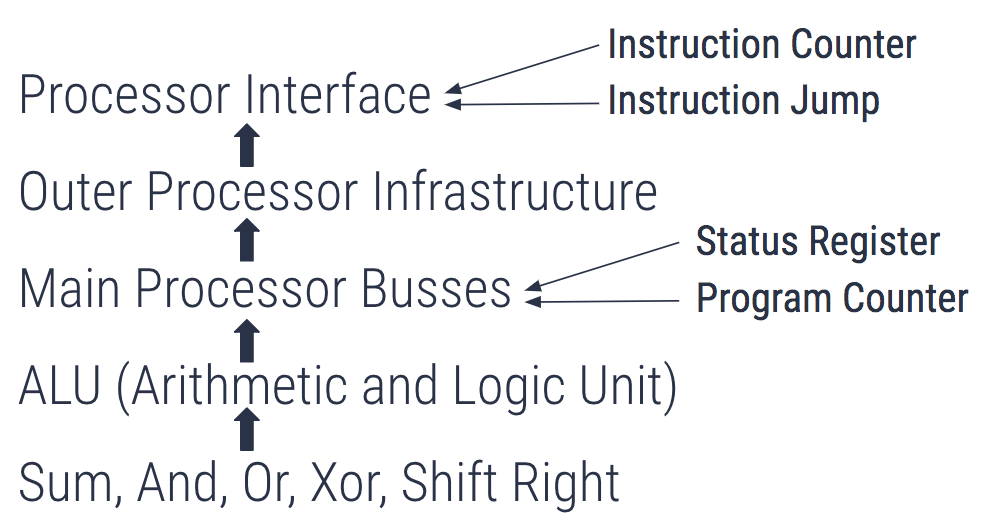 Instruction Counter
Processor Interface
Instruction Jump
Outer Processor Infrastructure
Status Register
Main Processor Busses
Program Counter
ALU (Arithmetic and Logic Unit)
Sum, And, Or, Xor, Shift Right